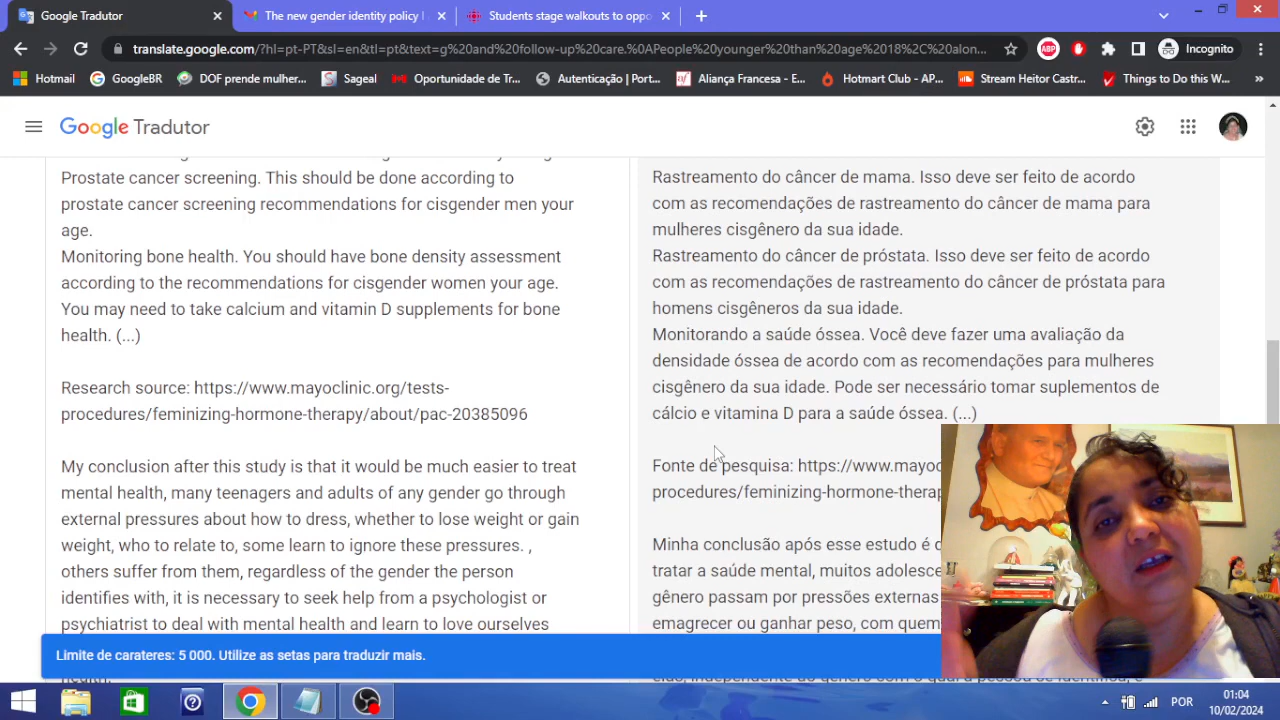 Google Tradutor
The new gender identity policy i
Students stage walkouts to oppo
translate.google.com/?hl=pt-PT&sl=en&tl=pt&text=g%20and%20follow-up%20care.%0APeople%20younger%20than%20age%2018%2C%20alon...
ABP
Incognito
Hotmail
GoogleBR
DOF prende mulher...
Sageal
Oportunidade de Tr...
Autenticação | Port...
Aliança Francesa - E...
Hotmart Club - AP...
Stream Heitor Castr...
Things to Do this W...
Google Tradutor
Prostate cancer screening. This should be done according to
prostate cancer screening recommendations for cisgender men your
age.
Monitoring bone health. You should have bone density assessment
according to the recommendations for cisgender women your age.
You may need to take calcium and vitamin D supplements for bone
health. (...)
Research source: https://www.mayoclinic.org/tests-
procedures/feminizing-hormone-therapy/about/pac-20385096
My conclusion after this study is that it would be much easier to treat
mental health, many teenagers and adults of any gender go through
external pressures about how to dress, whether to lose weight or gain
weight, who to relate to, some learn to ignore these pressures. ,
others suffer from them, regardless of the gender the person
identifies with, it is necessary to seek help from a psychologist or
psychiatrist to deal with mental health and learn to love ourselves
Rastreamento do câncer de mama. Isso deve ser feito de acordo
com as recomendações de rastreamento do câncer de mama para
mulheres cisgênero da sua idade.
Rastreamento do câncer de próstata. Isso deve ser feito de acordo
com as recomendações de rastreamento do câncer de próstata para
homens cisgêneros da sua idade.
Monitorando a saúde óssea. Você deve fazer uma avaliação da
densidade óssea de acordo com as recomendações para mulheres
cisgênero da sua idade. Pode ser necessário tomar suplementos de
cálcio e vitamina D para a saúde óssea. (...)
Fonte de pesquisa: https://www.mayoc
procedures/feminizing-hormone-therap
Minha conclusão após esse estudo é
tratar a saúde mental, muitos adolesce
gênero passam por pressões externas
emagrecer ou ganhar peso, com quem
Limite de carateres: 5 000. Utilize as setas para traduzir mais.
POR
01:04
10/02/2024